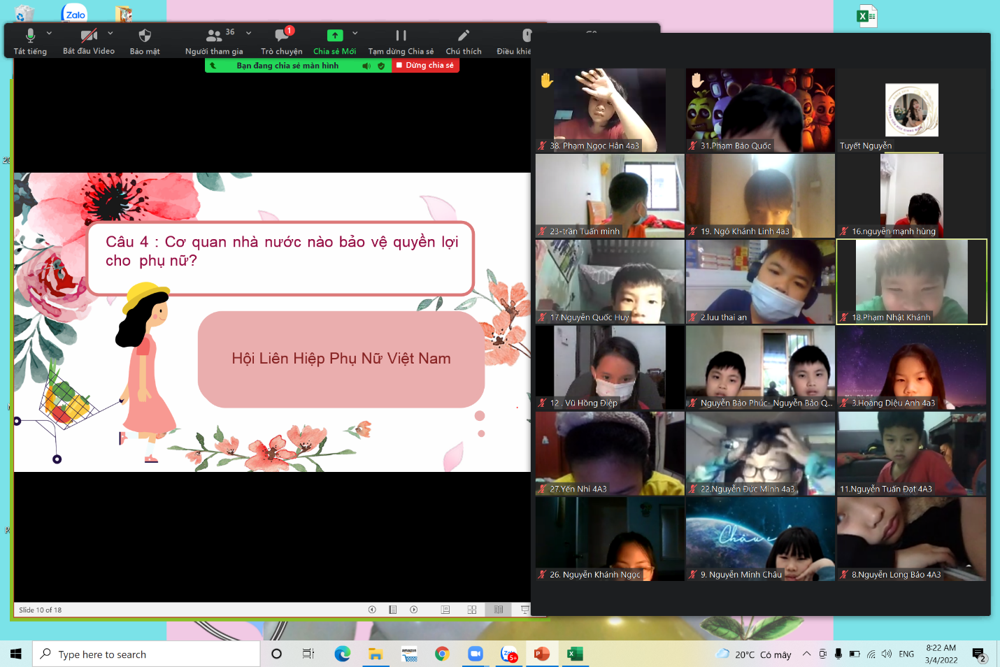 Zalo
36
1
Tắt tiếng
Bắt đầu Video
Bảo mật
Người tham gia
Trò chuyện
Chia sẻ Mới
Tạm dừng Chia sẻ
Chú thích
Điều khiể
Bạn đang chia sẻ màn hình
Dừng chia sẻ
Câu 4 : Cơ quan nhà nước nào bảo vệ quyền lợi
cho phụ nữ?
Hội Liên Hiệp Phụ Nữ Việt Nam
38. Phạm Ngọc Hân 4a3
31.Phạm Bảo Quốc
Tuyết Nguyễn
23-trần Tuấn minh
19. Ngô Khánh Linh 4a3
16.nguyễn mạnh hùng
17.Nguyễn Quốc Huy
2.luu thai an
18.Phạm Nhật Khánh
12 . Vũ Hồng Điệp
Nguyễn Bảo Phúc- Nguyễn Bảo Q...
3.Hoàng Diệu Anh 4a3
27.Yến Nhi 4A3
22.Nguyễn Đức Minh 4a3
11.Nguyễn Tuấn Đạt 4A3
26. Nguyễn Khánh Ngọc
9. Nguyễn Minh Châu
8.Nguyễn Long Bảo 4A3
Slide 10 of 18
Type here to search
amazon
5+
20°C Có mây
ENG
8:22 AM
3/4/2022
2